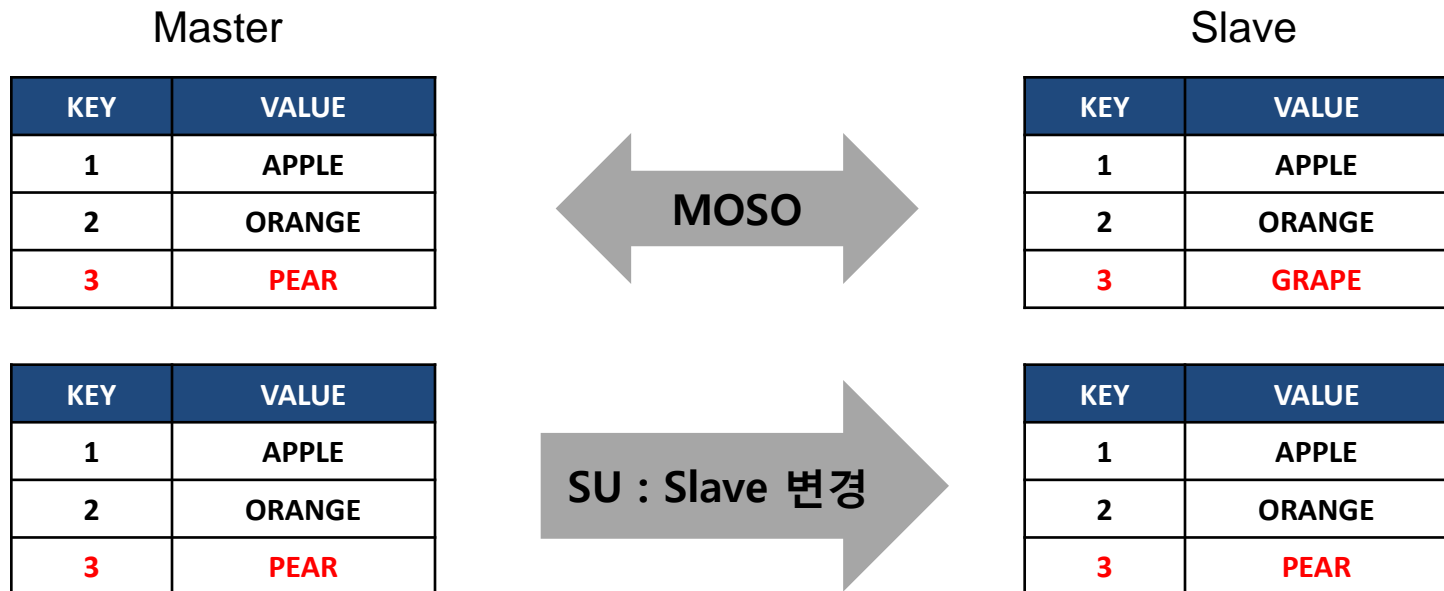 Master Slave
KEY VALUE KEY VALUE
1 APPLE 1 APPLE
2 ORANGE MOSO 2 ORANGE
3 PEAR 3 GRAPE
KEY VALUE KEY VALUE
1 APPLE 1 APPLE
2 ORANGE SU : Slave 변경 2 ORANGE
3 PEAR 3 PEAR